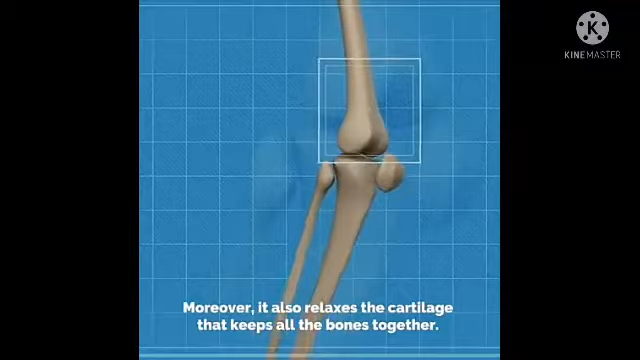 KINEMASTER
Moreover, it also relaxes the cartilage
that keeps all the bones together.